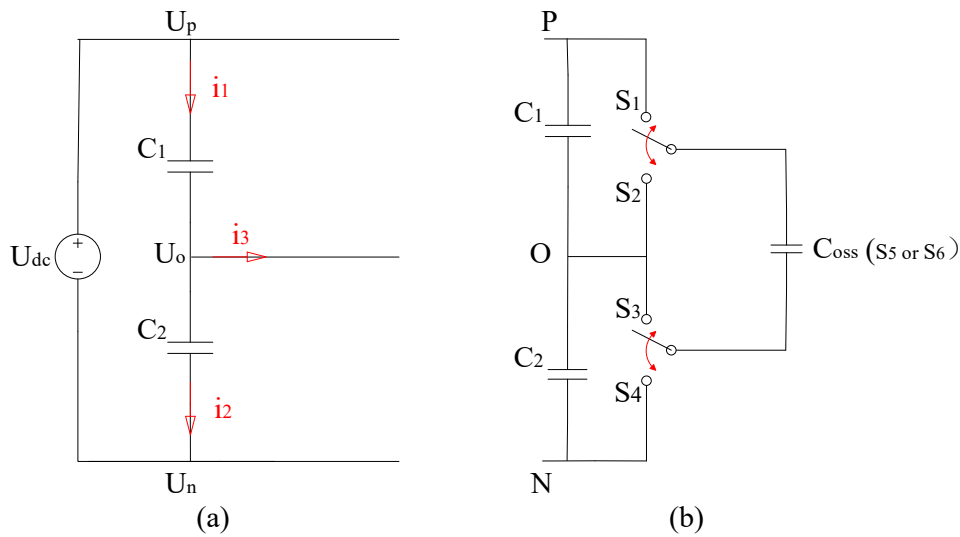 Up
i1
C1
Udc
Uo
i3
C2
i2
Un
(a)
P
C1
S1
S2
O
Coss (S5 or S6）
S3
C2
S4
N
(b)